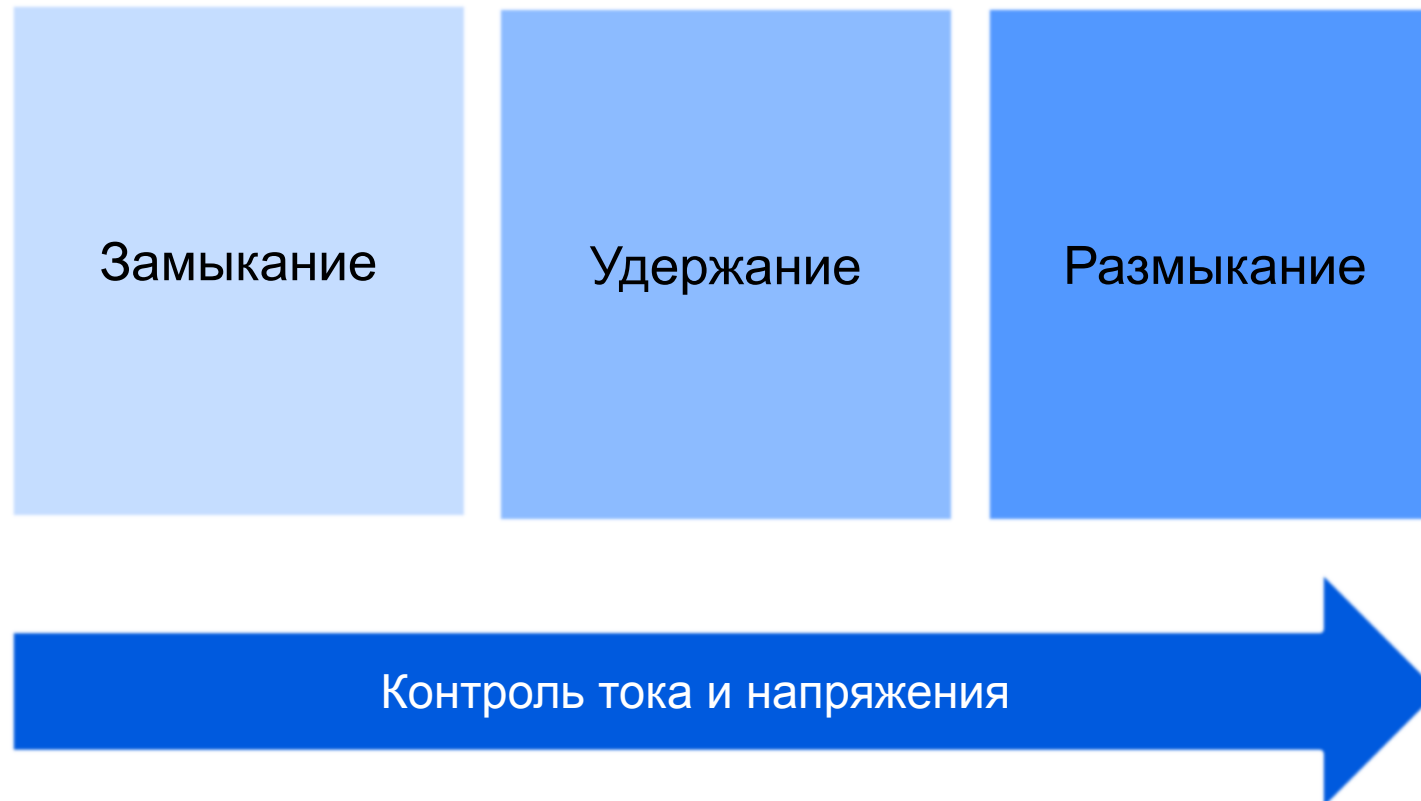 Замыкание
Удержание
Размыкание
Контроль тока и напряжения